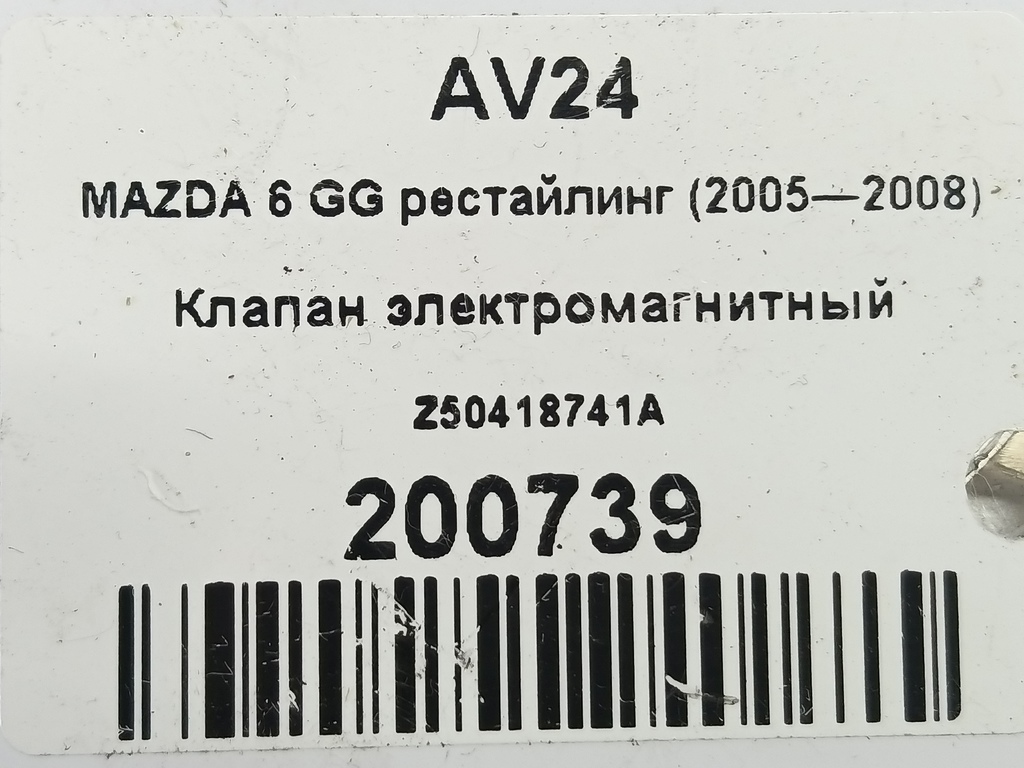 AV24
MAZDA 6 GG рестайлинг (2005—2008)
Клапан электромагнитный
Z50418741A
200739